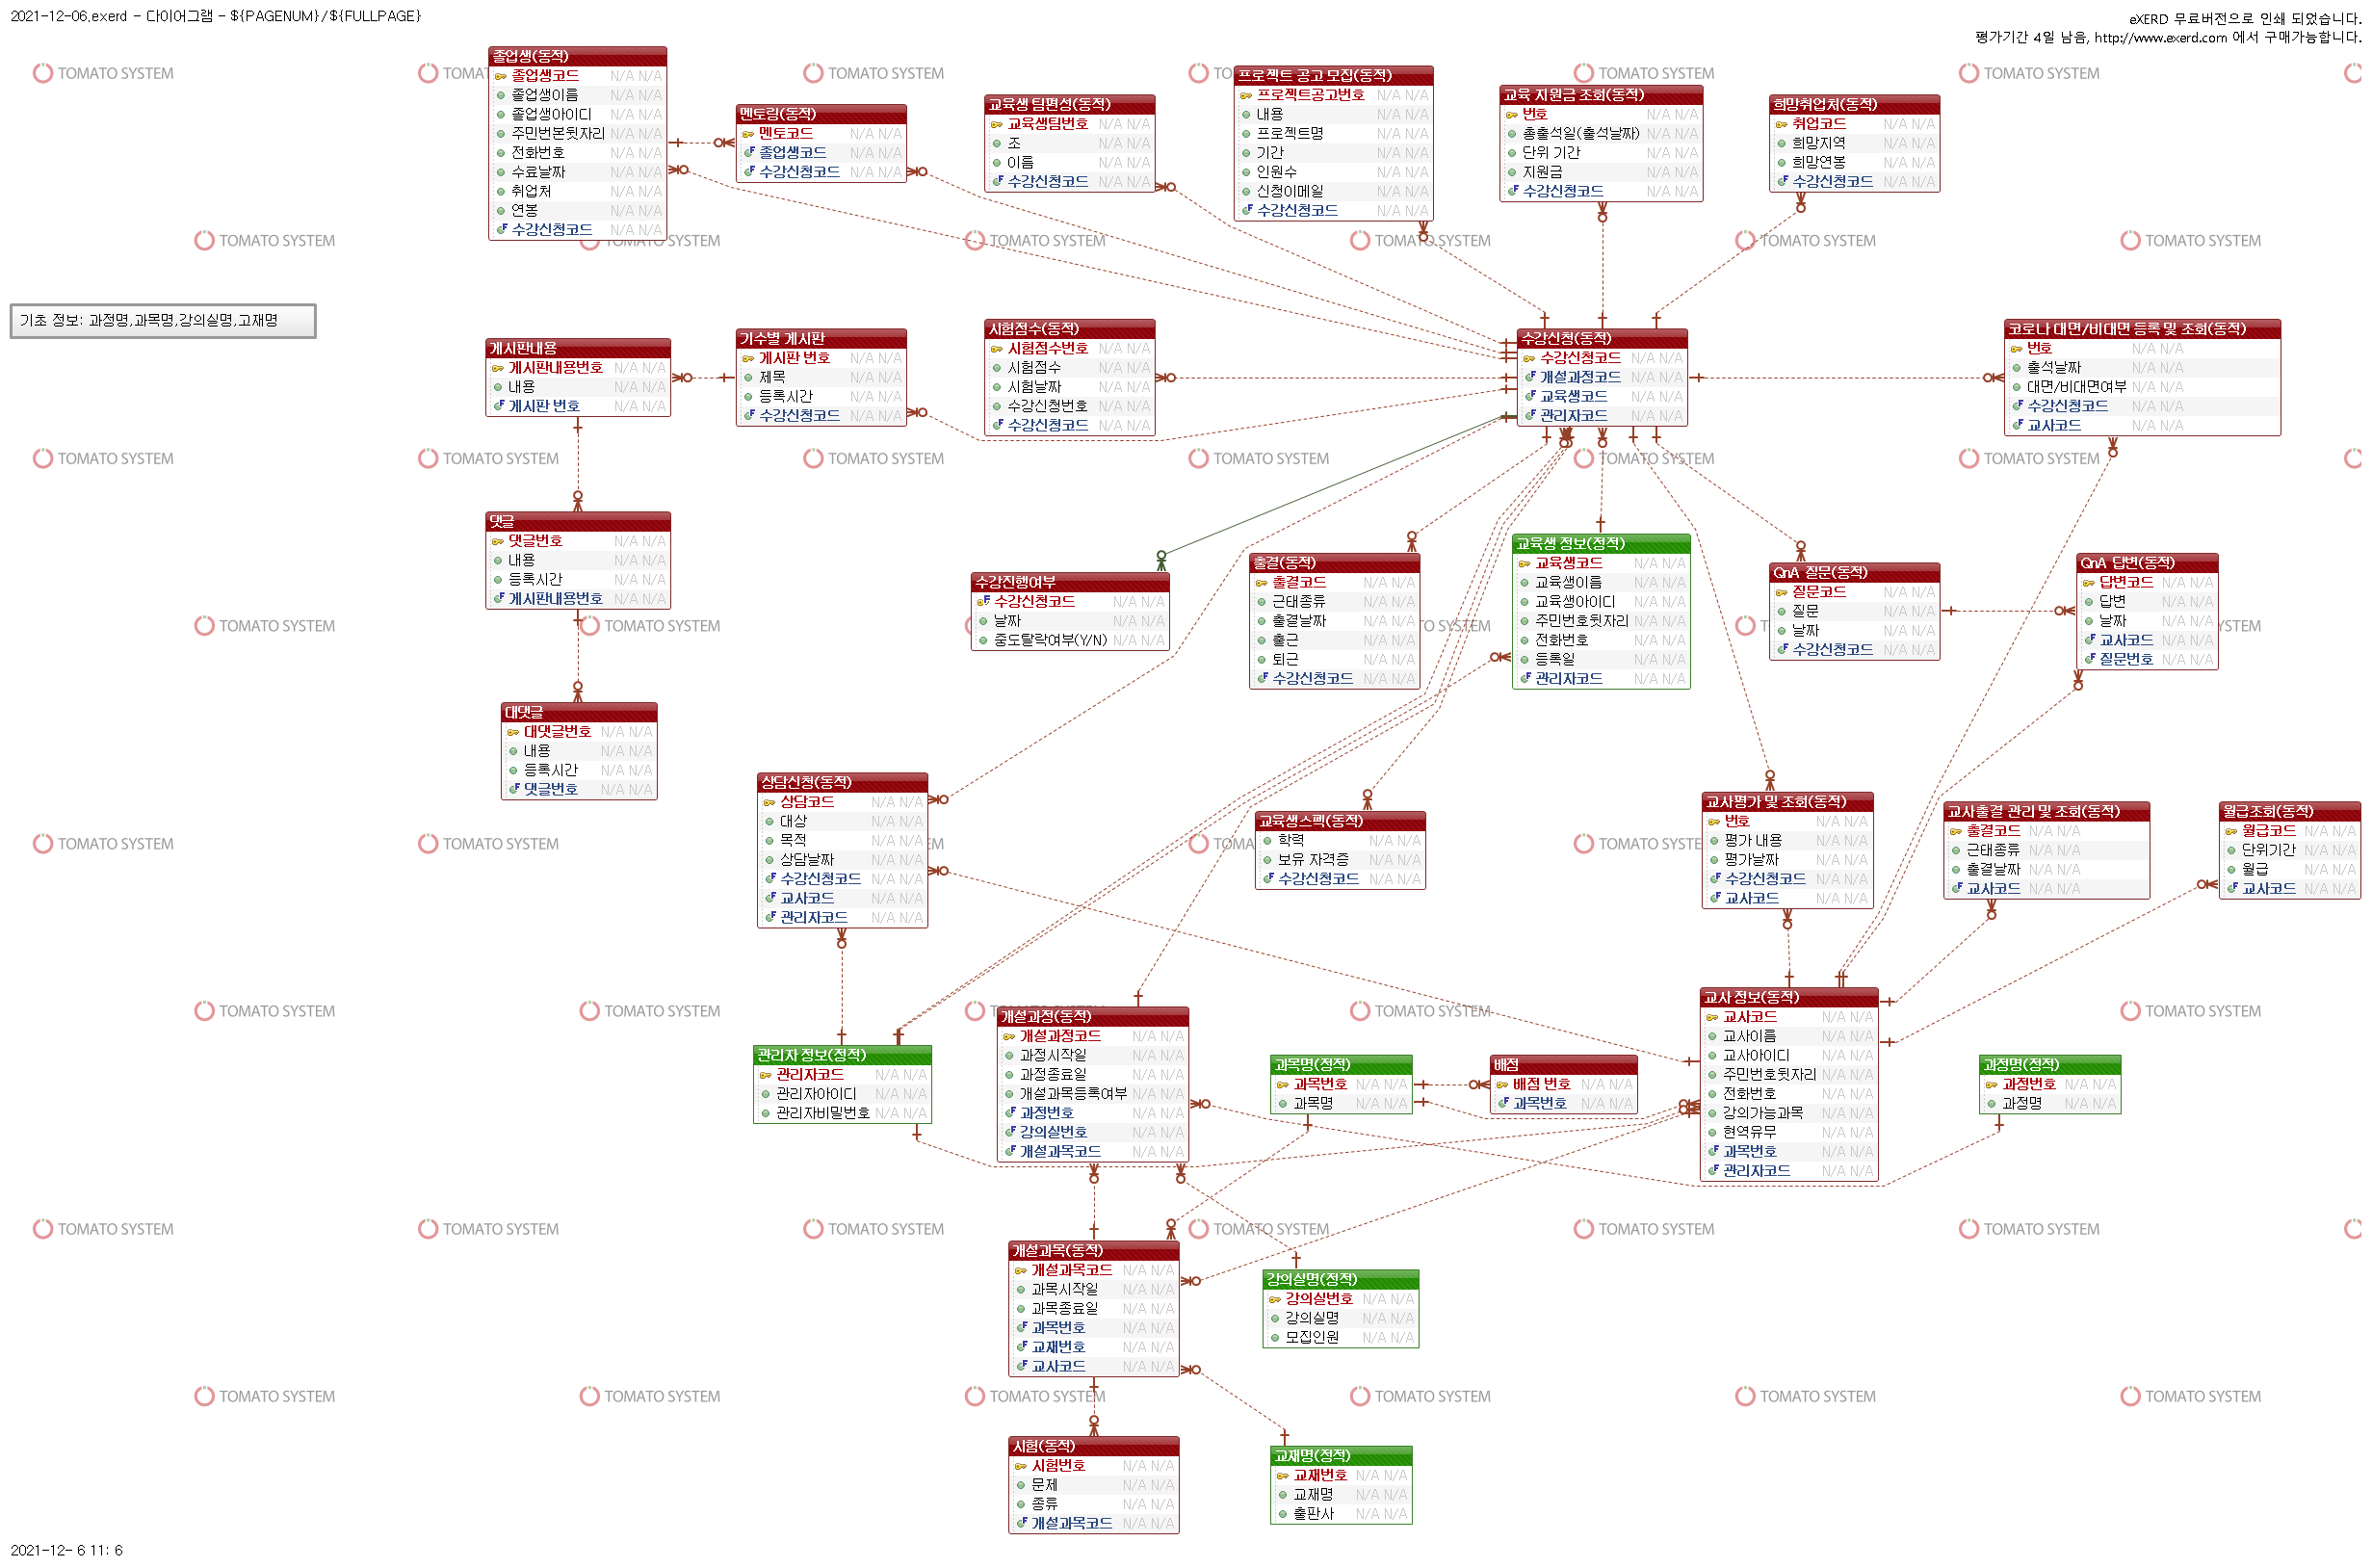 2021-12-06.exerd - 다이어그램 - ${PAGENUM}/${FULLPAGE}
eXERD 무료버전으로 인쇄 되었습니다.
평가기간 4일 남음, http://www.exerd.com 에서 구매가능합니다.
졸업생(동적)
졸업생코드 N/A N/A
졸업생이름 N/A N/A
졸업생아이디 N/A N/A
주민번본뒷자리 N/A N/A
전화번호 N/A N/A
수료날짜 N/A N/A
취업처 N/A N/A
연봉 N/A N/A
수강신청코드 N/A N/A
멘토링(동적)
멘토코드 N/A N/A
졸업생코드 N/A N/A
수강신청코드 N/A N/A
교육생 팀편성(동적)
교육생팀번호 N/A N/A
조 N/A N/A
이름 N/A N/A
수강신청코드 N/A N/A
프로젝트 공고 모집(동적)
프로젝트공고번호 N/A N/A
내용 N/A N/A
프로젝트명 N/A N/A
기간 N/A N/A
인원수 N/A N/A
신청이메일 N/A N/A
수강신청코드 N/A N/A
교육 지원금 조회(동적)
번호 N/A N/A
총출석일(출석날짜) N/A N/A
단위 기간 N/A N/A
지원금 N/A N/A
수강신청코드 N/A N/A
희망취업처(동적)
취업코드 N/A N/A
희망지역 N/A N/A
희망연봉 N/A N/A
수강신청코드 N/A N/A
기초 정보: 과정명,과목명,강의실명,고재명
게시판내용
게시판내용번호 N/A N/A
내용 N/A N/A
게시판 번호 N/A N/A
기수별 게시판
게시판 번호 N/A N/A
제목 N/A N/A
등록시간 N/A N/A
수강신청코드 N/A N/A
시험점수(동적)
시험점수번호 N/A N/A
시험점수 N/A N/A
시험날짜 N/A N/A
수강신청번호 N/A N/A
수강신청코드 N/A N/A
수강신청(동적)
수강신청코드 N/A N/A
개설과정코드 N/A N/A
교육생코드 N/A N/A
관리자코드 N/A N/A
코로나 대면/비대면 등록 및 조회(동적)
번호 N/A N/A
출석날짜 N/A N/A
대면/비대면여부 N/A N/A
수강신청코드 N/A N/A
교사코드 N/A N/A
댓글
댓글번호 N/A N/A
내용 N/A N/A
등록시간 N/A N/A
게시판내용번호 N/A N/A
수강진행여부
수강신청코드 N/A N/A
날짜 N/A N/A
중도탈락여부(Y/N) N/A N/A
출결(동적)
출결코드 N/A N/A
근태종류 N/A N/A
출결날짜 N/A N/A
출근 N/A N/A
퇴근 N/A N/A
수강신청코드 N/A N/A
교육생 정보(정적)
교육생코드 N/A N/A
교육생이름 N/A N/A
교육생아이디 N/A N/A
주민번호뒷자리 N/A N/A
전화번호 N/A N/A
등록일 N/A N/A
관리자코드 N/A N/A
QnA 질문(동적)
질문코드 N/A N/A
질문 N/A N/A
날짜 N/A N/A
수강신청코드 N/A N/A
QnA 답변(동적)
답변코드 N/A N/A
답변 N/A N/A
날짜 N/A N/A
교사코드 N/A N/A
질문번호 N/A N/A
대댓글
대댓글번호 N/A N/A
내용 N/A N/A
등록시간 N/A N/A
댓글번호 N/A N/A
상담신청(동적)
상담코드 N/A N/A
대상 N/A N/A
목적 N/A N/A
상담날짜 N/A N/A
수강신청코드 N/A N/A
교사코드 N/A N/A
관리자코드 N/A N/A
교육생스펙(동적)
학력 N/A N/A
보유 자격증 N/A N/A
수강신청코드 N/A N/A
교사평가 및 조회(동적)
번호 N/A N/A
평가 내용 N/A N/A
평가날짜 N/A N/A
수강신청코드 N/A N/A
교사코드 N/A N/A
교사출결 관리 및 조회(동적)
출결코드 N/A N/A
근태종류 N/A N/A
출결날짜 N/A N/A
교사코드 N/A N/A
월급조회(동적)
월급코드 N/A N/A
단위기간 N/A N/A
월급 N/A N/A
교사코드 N/A N/A
관리자 정보(정적)
관리자코드 N/A N/A
관리자아이디 N/A N/A
관리자비밀번호 N/A N/A
개설과정(동적)
개설과정코드 N/A N/A
과정시작일 N/A N/A
과정종료일 N/A N/A
개설과목등록여부 N/A N/A
과정번호 N/A N/A
강의실번호 N/A N/A
개설과목코드 N/A N/A
과목명(정적)
과목번호 N/A N/A
과목명 N/A N/A
배점
배점 번호 N/A N/A
과목번호 N/A N/A
교사 정보(동적)
교사코드 N/A N/A
교사이름 N/A N/A
교사아이디 N/A N/A
주민번호뒷자리 N/A N/A
전화번호 N/A N/A
강의가능과목 N/A N/A
현역유무 N/A N/A
과목번호 N/A N/A
관리자코드 N/A N/A
과정명(정적)
과정번호 N/A N/A
과정명 N/A N/A
개설과목(동적)
개설과목코드 N/A N/A
과목시작일 N/A N/A
과목종료일 N/A N/A
과목번호 N/A N/A
교재번호 N/A N/A
교사코드 N/A N/A
강의실명(정적)
강의실번호 N/A N/A
강의실명 N/A N/A
모집인원 N/A N/A
시험(동적)
시험번호 N/A N/A
문제 N/A N/A
종류 N/A N/A
개설과목코드 N/A N/A
교재명(정적)
교재번호 N/A N/A
교재명 N/A N/A
출판사 N/A N/A
2021-12- 6 11: 6
TOMATO SYSTEM